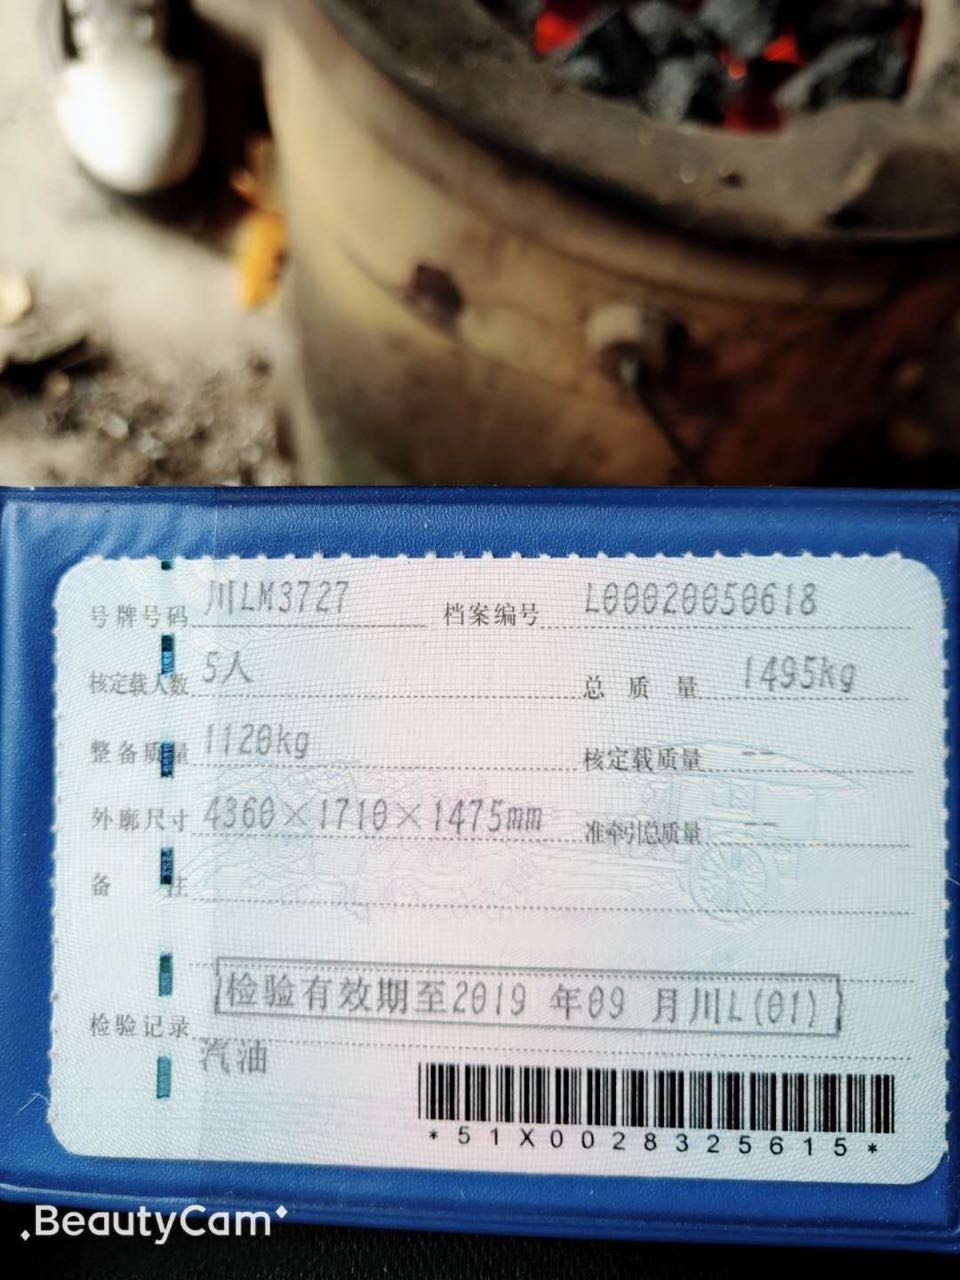 号牌号码 川LM3727 档案编号 L00020050618
核定载人数 5人 总质量 1495kg
整备质量 1120kg 核定载质量 --
外廓尺寸 4360×1710×1475mm 准牵引总质量 --
备注
检验记录 检验有效期至2019 年09 月川L(01)
汽油
*51X0028325615*
BeautyCam